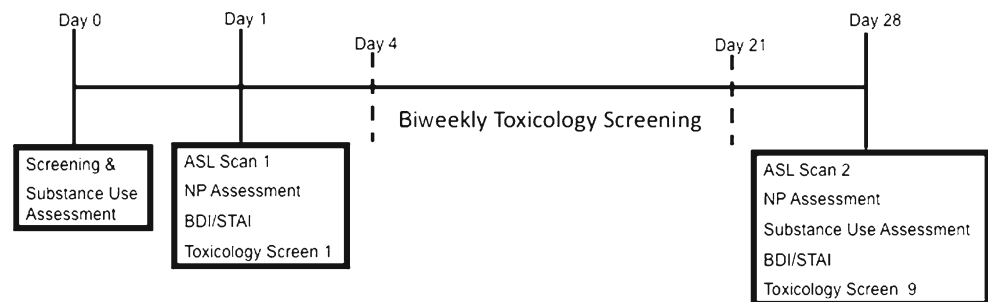 Day 0
Day 1
Day 4
Day 21
Day 28
Biweekly Toxicology Screening
Screening &
Substance Use
Assessment
ASL Scan 1
NP Assessment
BDI/STAI
Toxicology Screen 1
ASL Scan 2
NP Assessment
Substance Use Assessment
BDI/STAI
Toxicology Screen 9